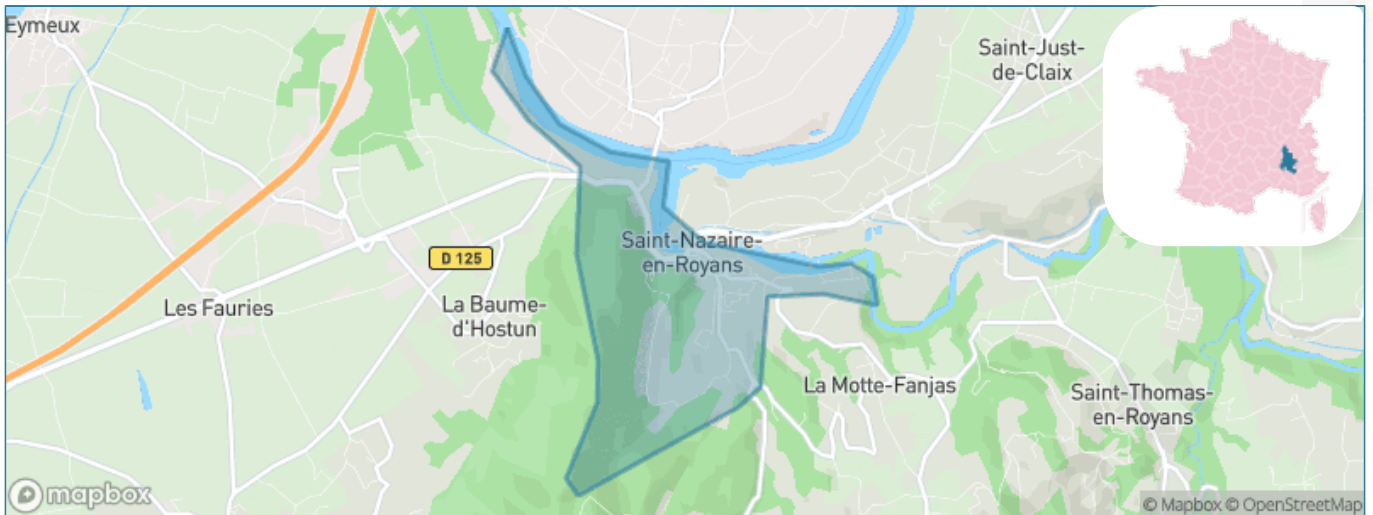 Eymeux
Saint-Just-
de-Claix
Saint-Nazaire-
en-Royans
D 125
Les Fauries
La Baume-
d'Hostun
La Motte-Fanjas
Saint-Thomas-
en-Royans
mapbox
© Mapbox © OpenStreetMap